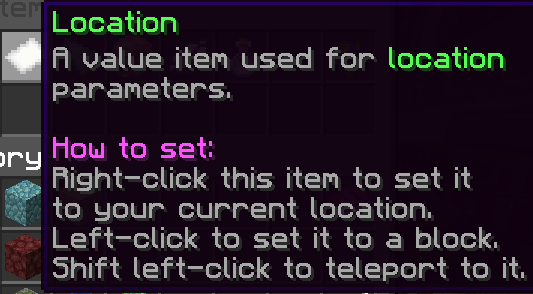 Location
A value item used for location
parameters.
How to set:
ory
Right-click this item to set it
to your current location.
Left-click to set it to a block.
Shift left-click to teleport to it.